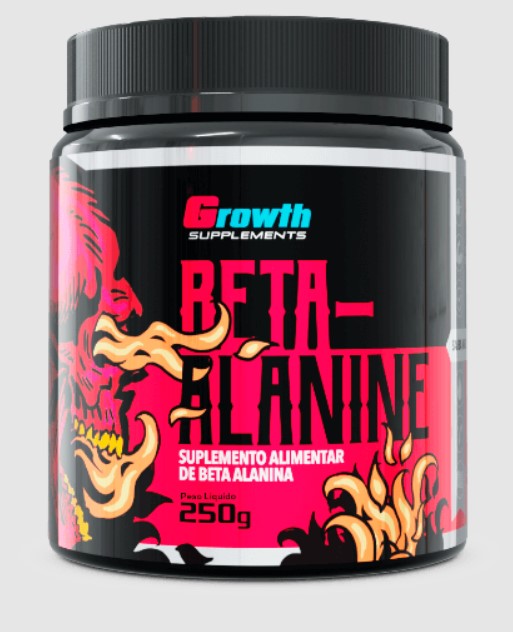 Growth
SUPPLEMENTS
BETA-
ALANINE
SUPLEMENTO ALIMENTAR
DE BETA ALANINA
Peso Líquido
250g